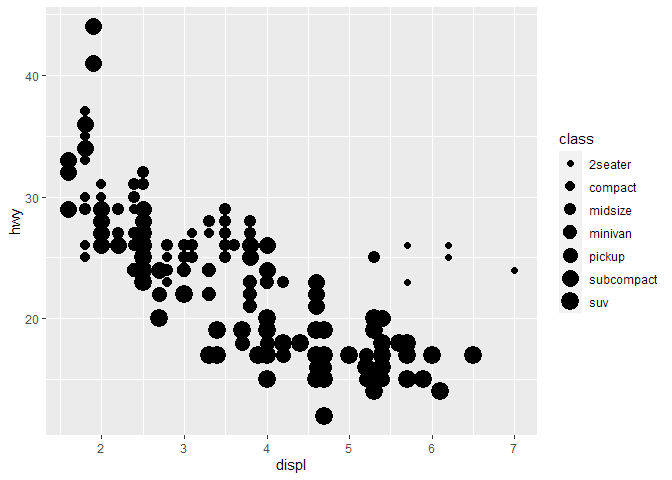 class
2seater
compact
midsize
minivan
pickup
subcompact
suv
hwy
40
30
20
2
3
4
5
6
7
displ